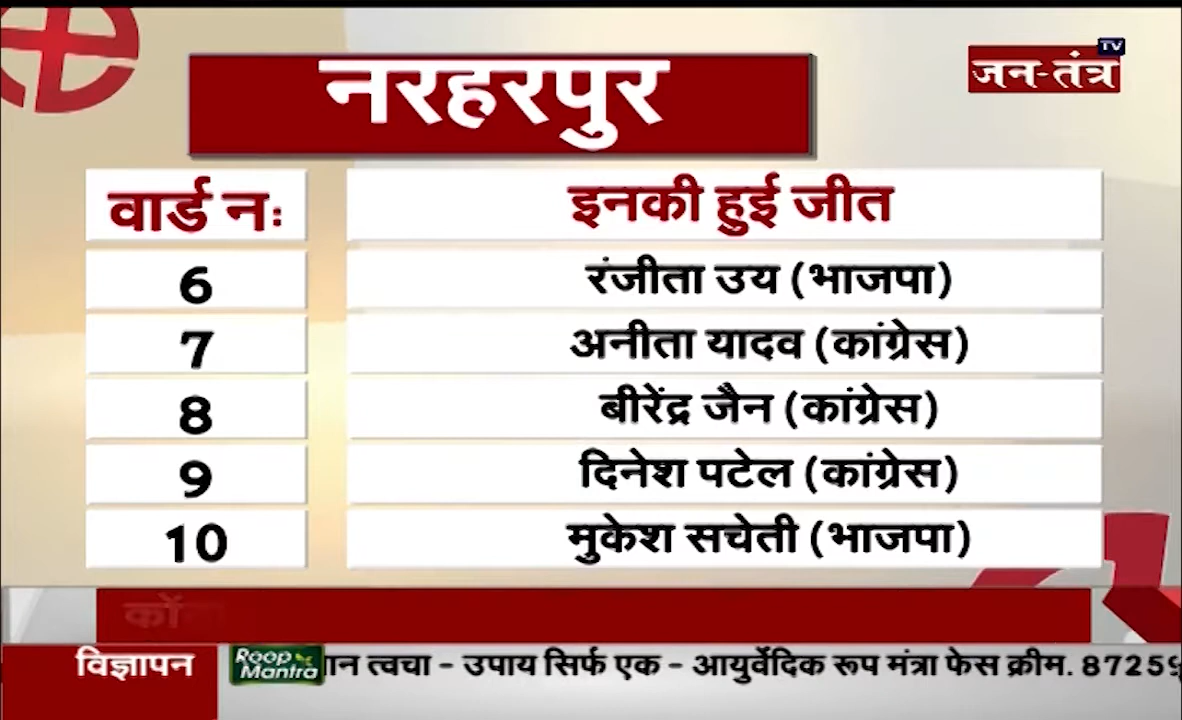 नरहरपुर
जन-तंत्र TV
वार्ड नः इनकी हुई जीत
6 रंजीता उय (भाजपा)
7 अनीता यादव (कांग्रेस)
8 बीरेंद्र जैन (कांग्रेस)
9 दिनेश पटेल (कांग्रेस)
10 मुकेश सचेती (भाजपा)
विज्ञापन Roop Mantra त्वचा - उपाय सिर्फ एक - आयुर्वेदिक रूप मंत्रा फेस क्रीम. 8725